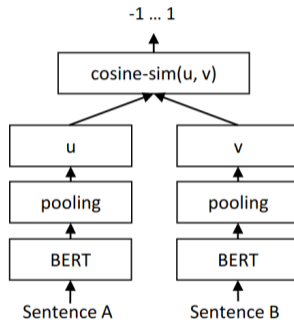 -1 … 1
cosine-sim(u, v)
u v
pooling pooling
BERT BERT
Sentence A Sentence B